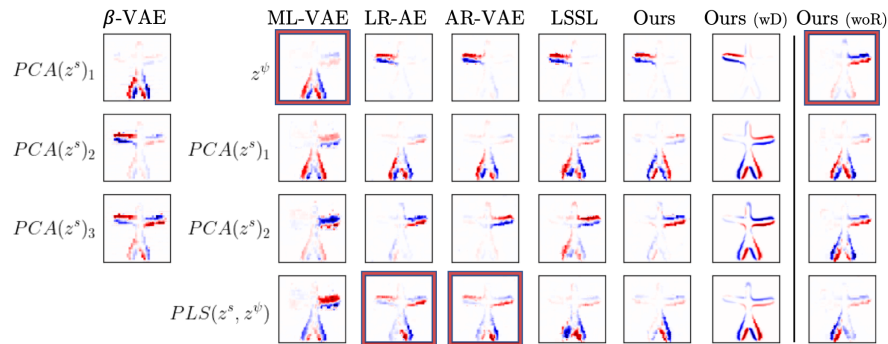 β-VAE ML-VAE LR-AE AR-VAE LSSL Ours Ours (wD) Ours (woR)
PCA(z^s)_1 z^ψ
PCA(z^s)_2 PCA(z^s)_1
PCA(z^s)_3 PCA(z^s)_2
PLS(z^s, z^ψ)